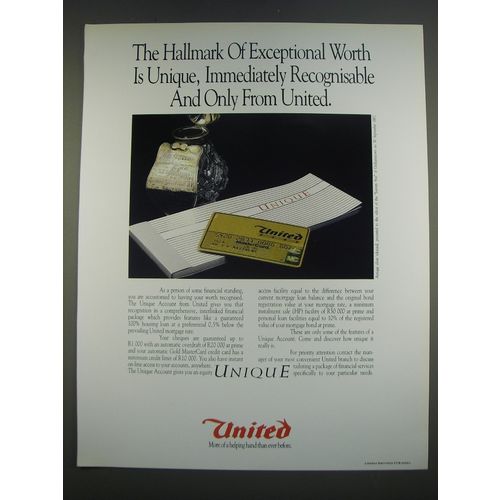 The Hallmark Of Exceptional Worth
Is Unique, Immediately Recognisable
And Only From United.
UNIQUE
United
MasterCard
As a person of some financial standing,
you are accustomed to having your worth recognised.
The Unique Account from United gives you that
recognition in a comprehensive, interlinked financial
package which provides features like a guaranteed
100% housing loan at a preferential 0,5% below the
prevailing United mortgage rate.
Your cheques are guaranteed up to
R1 000 with an automatic overdraft of R20 000 at prime
and your automatic Gold MasterCard credit card has a
minimum credit limit of R10 000. You also have instant
on-line access to your accounts, anywhere.
The Unique Account gives you an equity
access facility equal to the difference between your
current mortgage loan balance and the original bond
registration value at your mortgage rate, a minimum
instalment sale (HP) facility of R30 000 at prime and
personal loan facilities equal to 10% of the registered
value of your mortgage bond at prime.
These are only some of the features of a
Unique Account. Come and discover how unique it
really is.
For priority attention contact the man-
ager of your most convenient United branch to discuss
tailoring a package of financial services
specifically to your particular needs.
UNIQUE
United
More of a helping hand than ever before.